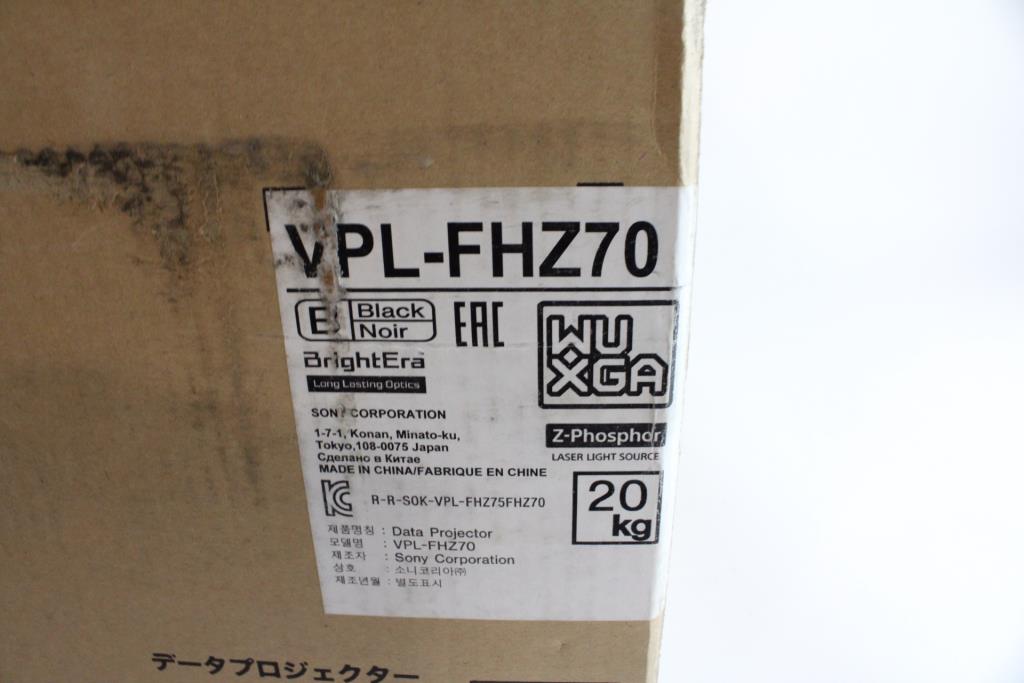 VPL-FHZ70
B Black
Noir
EAC
WU
XGA
BrightEra
Long Lasting Optics
SONY CORPORATION
1-7-1, Konan, Minato-ku,
Tokyo,108-0075 Japan
Сделано в Китае
MADE IN CHINA/FABRIQUE EN CHINE
Z-Phosphor
LASER LIGHT SOURCE
R-R-SOK-VPL-FHZ75FHZ70
20
kg
제품명칭 : Data Projector
모델명 : VPL-FHZ70
제조자 : Sony Corporation
상호 : 소니코리아㈜
제조년월 : 별도표시
データプロジェクター